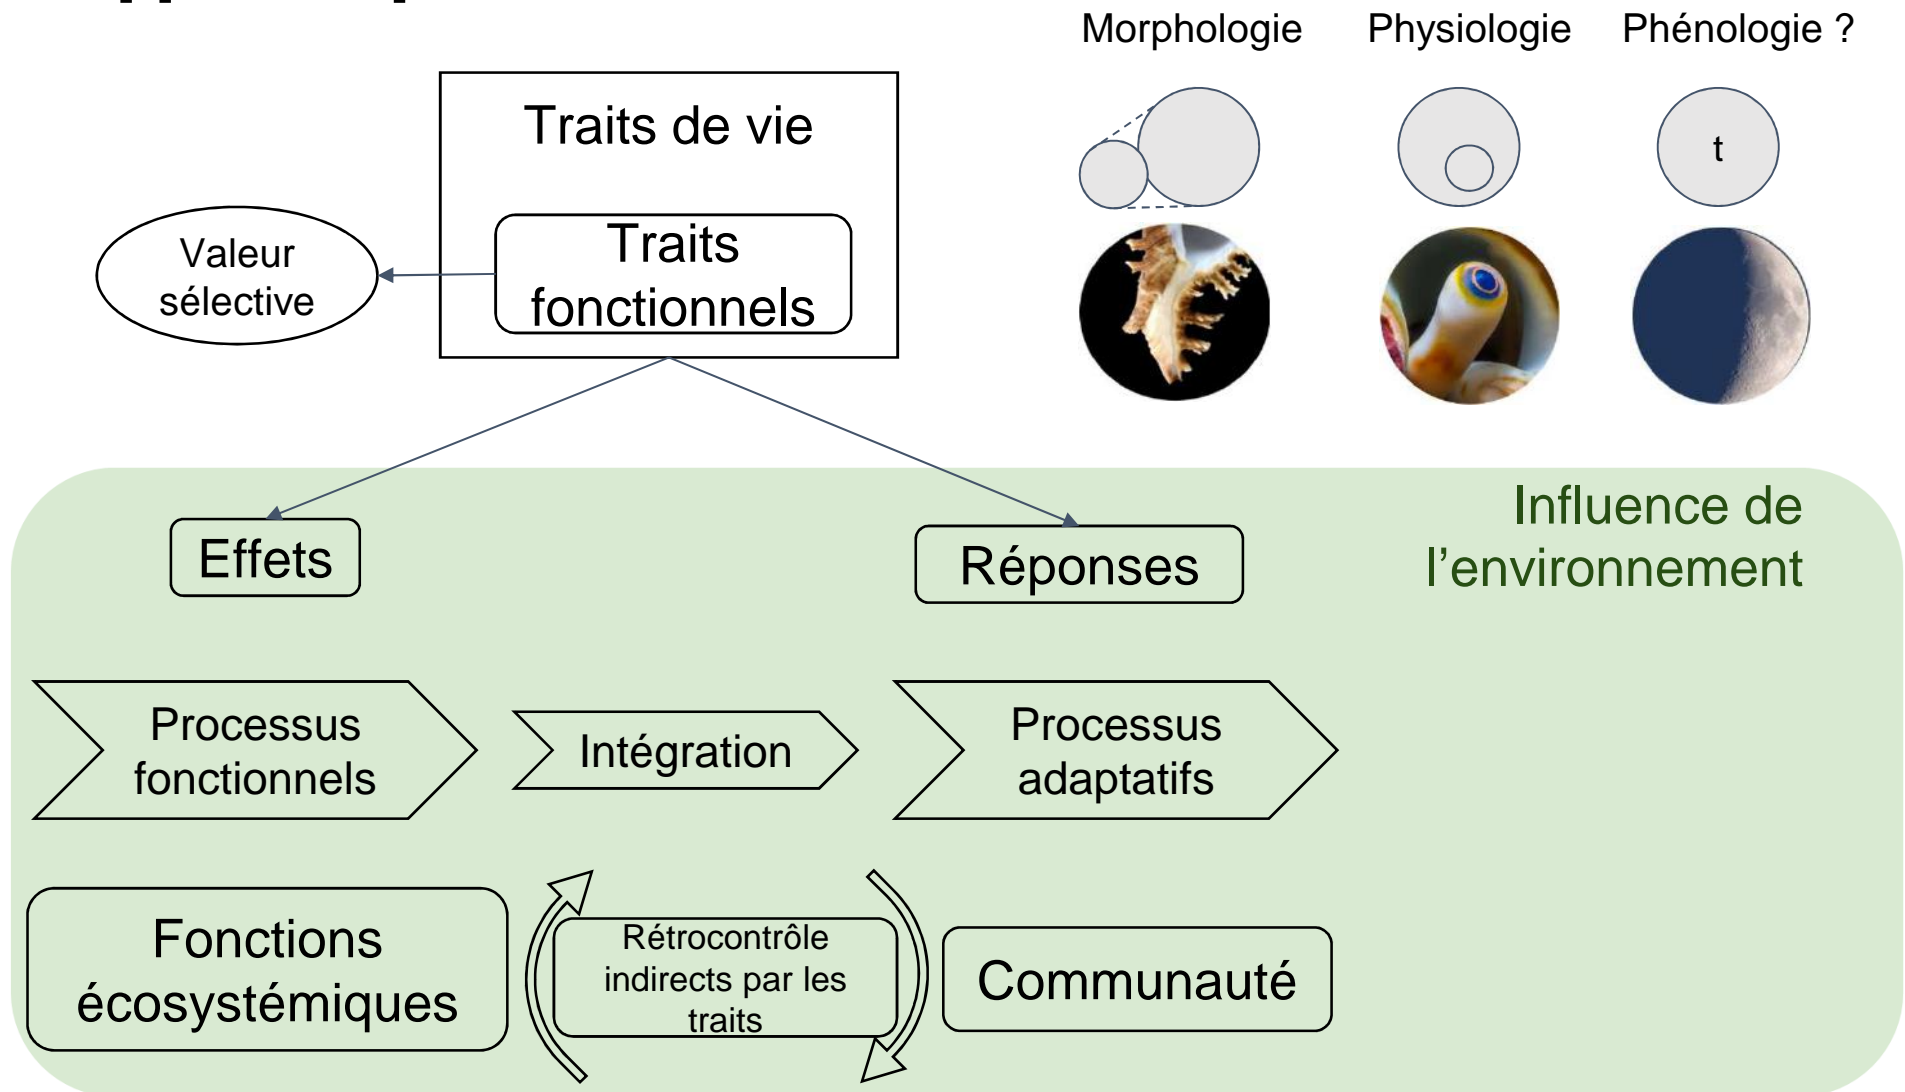 Morphologie Physiologie Phénologie ?
Traits de vie
t
Traits
fonctionnels
Valeur
sélective
Influence de
l'environnement
Effets
Réponses
Processus
fonctionnels
Intégration
Processus
adaptatifs
Fonctions
écosystémiques
Rétrocontrôle
indirects par les
traits
Communauté